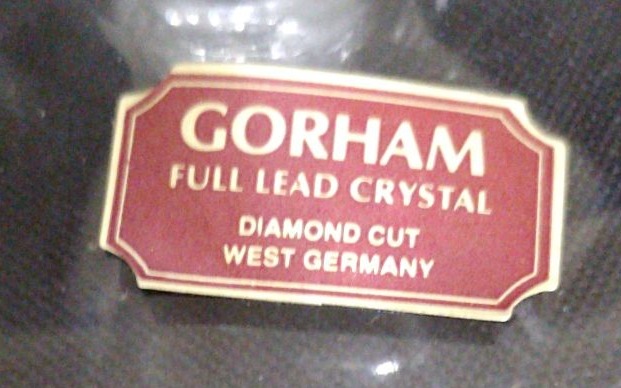 GORHAM
FULL LEAD CRYSTAL
DIAMOND CUT
WEST GERMANY